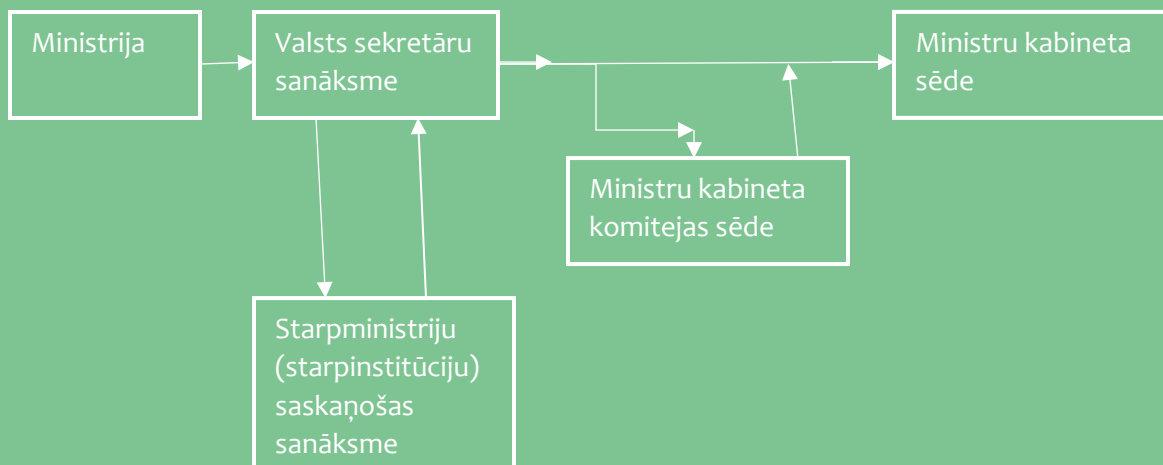 Ministrija
Valsts sekretāru
sanāksme
Ministru kabineta
sēde
Ministru kabineta
komitejas sēde
Starpministriju
(starpinstitūciju)
saskaņošas
sanāksme